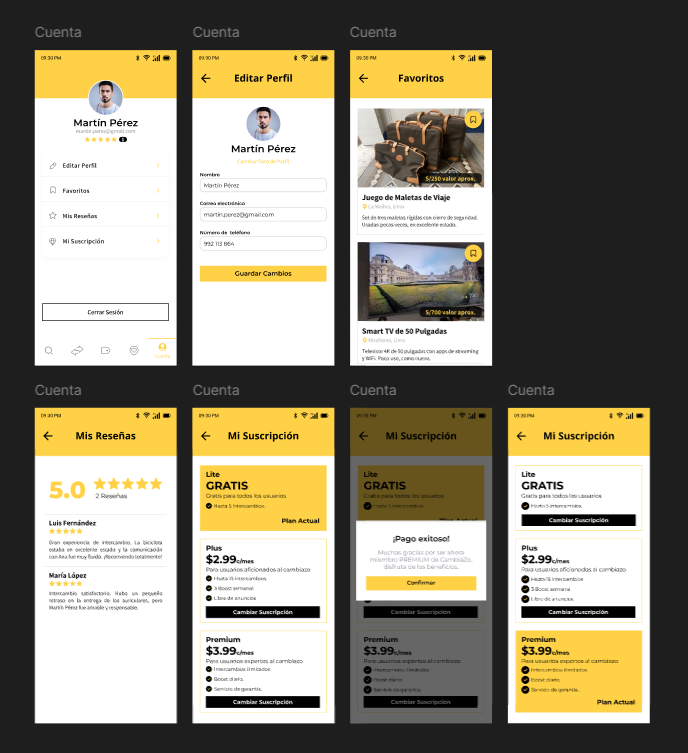 Cuenta
09:30 PM
Martín Pérez
martin.perez@gmail.com
Editar Perfil
Favoritos
Mis Reseñas
Mi Suscripción
Cerrar Sesión
Cuenta
Cuenta
09:30 PM
Editar Perfil
Martín Pérez
Cambiar Foto de Perfil
Nombre
Martín Pérez
Correo electrónico
martin.perez@gmail.com
Número de teléfono
992 113 864
Guardar Cambios
Cuenta
09:30 PM
Favoritos
S/250 valor aprox.
Juego de Maletas de Viaje
La Molina, Lima
Set de tres maletas rígidas con cierre de seguridad.
Usadas pocas veces, en excelente estado.
S/700 valor aprox.
Smart TV de 50 Pulgadas
Miraflores, Lima
Televisor 4K de 50 pulgadas con apps de streaming
y WiFi. Poco uso, como nuevo.
Cuenta
09:30 PM
Mis Reseñas
5.0
2 Reseñas
Luis Fernández
Gran experiencia de intercambio. La bicicleta
estaba en excelente estado y la comunicación
con Ana fue muy fluida. ¡Recomiendo totalmente!
María López
Intercambio satisfactorio. Hubo un pequeño
retraso en la entrega de los auriculares, pero
Martín Pérez fue amable y responsable.
Cuenta
09:30 PM
Mi Suscripción
Lite
GRATIS
Gratis para todos los usuarios
Hasta 5 intercambios.
Plan Actual
Plus
$2.99c/mes
Para usuarios aficionados al cambiazo
Hasta 15 intercambios
3 Boost semanal
Libre de anuncios.
Cambiar Suscripción
Premium
$3.99c/mes
Para usuarios expertos al cambiazo
Intercambios ilimitados.
Boost diario.
Servicio de garantía.
Cambiar Suscripción
Cuenta
09:30 PM
Mi Suscripción
Lite
GRATIS
Gratis para todos los usuarios
Hasta 5 intercambios.
Plan Actual
¡Pago exitoso!
Muchas gracias por ser ahora
miembro PREMIUM de CambiaZo,
disfruta de los beneficios.
Confirmar
Libre de anuncios.
Cambiar Suscripción
Premium
$3.99c/mes
Para usuarios expertos al cambiazo
Intercambios ilimitados.
Boost diario.
Servicio de garantía.
Cambiar Suscripción
Cuenta
09:30 PM
Mi Suscripción
Lite
GRATIS
Gratis para todos los usuarios
Hasta 5 intercambios.
Cambiar Suscripción
Plus
$2.99c/mes
Para usuarios aficionados al cambiazo
Hasta 15 intercambios
3 Boost semanal
Libre de anuncios.
Cambiar Suscripción
Premium
$3.99c/mes
Para usuarios expertos al cambiazo
Intercambios ilimitados.
Boost diario.
Servicio de garantía.
Plan Actual